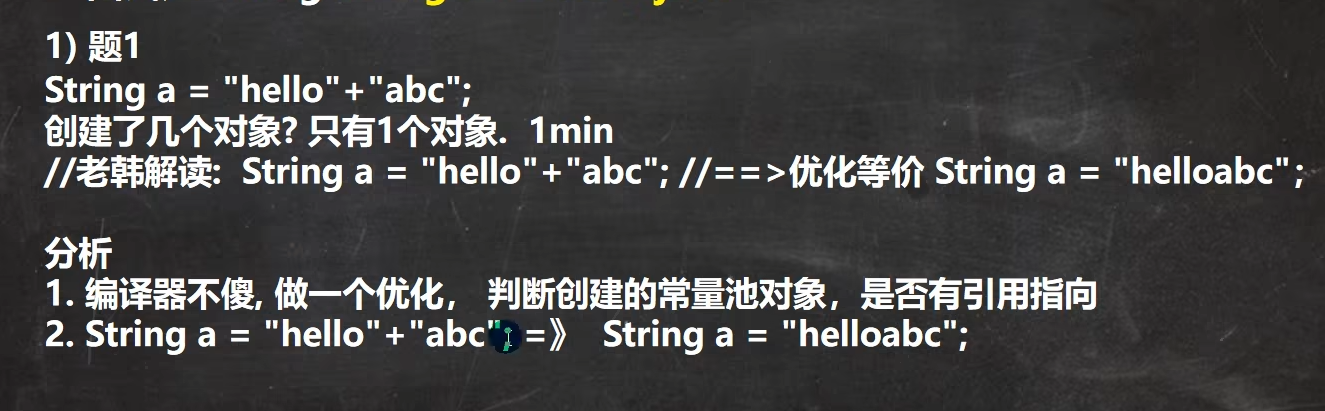 1) 题1
String a = "hello"+"abc";
创建了几个对象? 只有1个对象.  1min
//老韩解读:  String a = "hello"+"abc"; //==>优化等价 String a = "helloabc";
分析
1. 编译器不傻, 做一个优化， 判断创建的常量池对象，是否有引用指向
2. String a = "hello"+"abc"; =》  String a = "helloabc";